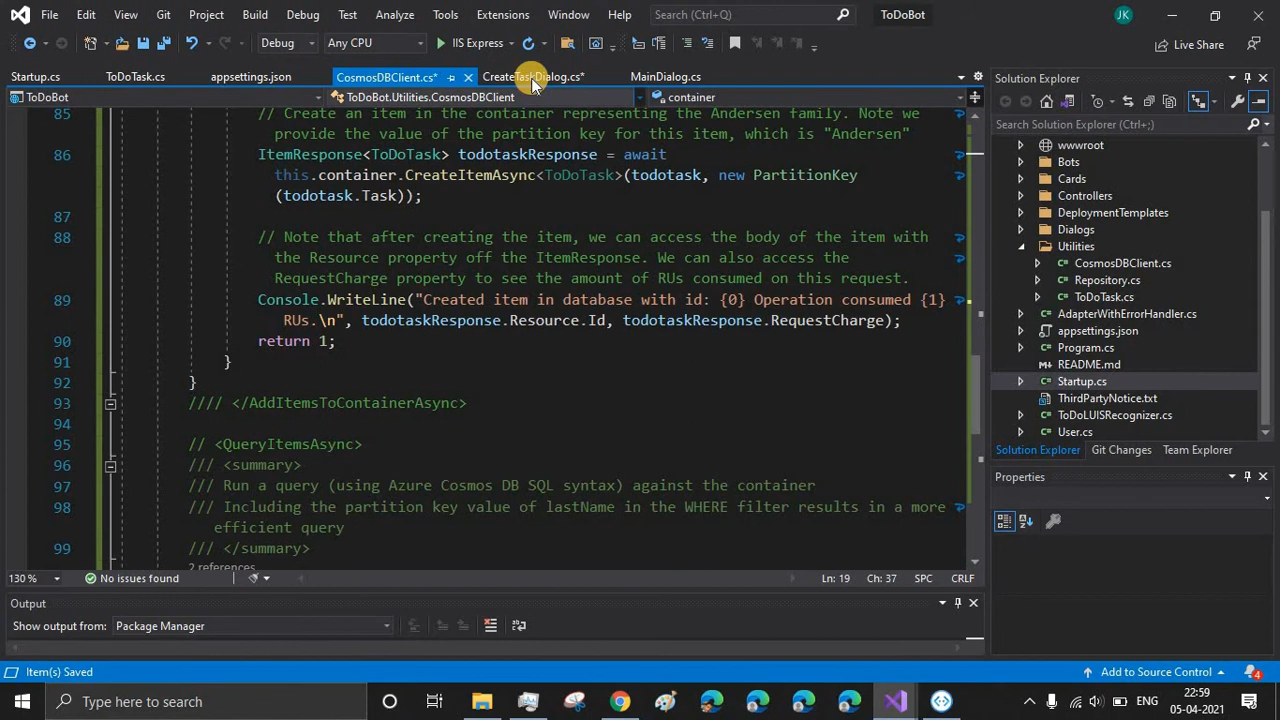 File Edit View Git Project Build Debug Test Analyze Tools Extensions Window Help Search (Ctrl+Q) ToDoBot JK
Debug Any CPU IIS Express Live Share
Startup.cs ToDoTask.cs appsettings.json CosmosDBClient.cs* CreateTaskDialog.cs* MainDialog.cs
ToDoBot ToDoBot.Utilities.CosmosDBClient container
85 // Create an item in the container representing the Andersen family. Note we
provide the value of the partition key for this item, which is "Andersen"
86 ItemResponse<ToDoTask> todotaskResponse = await
this.container.CreateItemAsync<ToDoTask>(todotask, new PartitionKey
(todotask.Task));
87
88 // Note that after creating the item, we can access the body of the item with
the Resource property off the ItemResponse. We can also access the
RequestCharge property to see the amount of RUs consumed on this request.
89 Console.WriteLine("Created item in database with id: {0} Operation consumed {1}
RUs.\n", todotaskResponse.Resource.Id, todotaskResponse.RequestCharge);
90 return 1;
91 }
92 }
93 //// </AddItemsToContainerAsync>
94
95 // <QueryItemsAsync>
96 /// <summary>
97 /// Run a query (using Azure Cosmos DB SQL syntax) against the container
98 /// Including the partition key value of lastName in the WHERE filter results in a more
efficient query
99 /// </summary>
2 references
130 % No issues found Ln: 19 Ch: 37 SPC CRLF
Output
Show output from: Package Manager
Solution Explorer
Search Solution Explorer (Ctrl+;)
wwwroot
Bots
Cards
Controllers
DeploymentTemplates
Dialogs
Utilities
CosmosDBClient.cs
Repository.cs
ToDoTask.cs
AdapterWithErrorHandler.cs
appsettings.json
Program.cs
README.md
Startup.cs
ThirdPartyNotice.txt
ToDoLUISRecognizer.cs
User.cs
Solution Explorer Git Changes Team Explorer
Properties
Item(s) Saved Add to Source Control 4
Type here to search ENG 22:59
05-04-2021